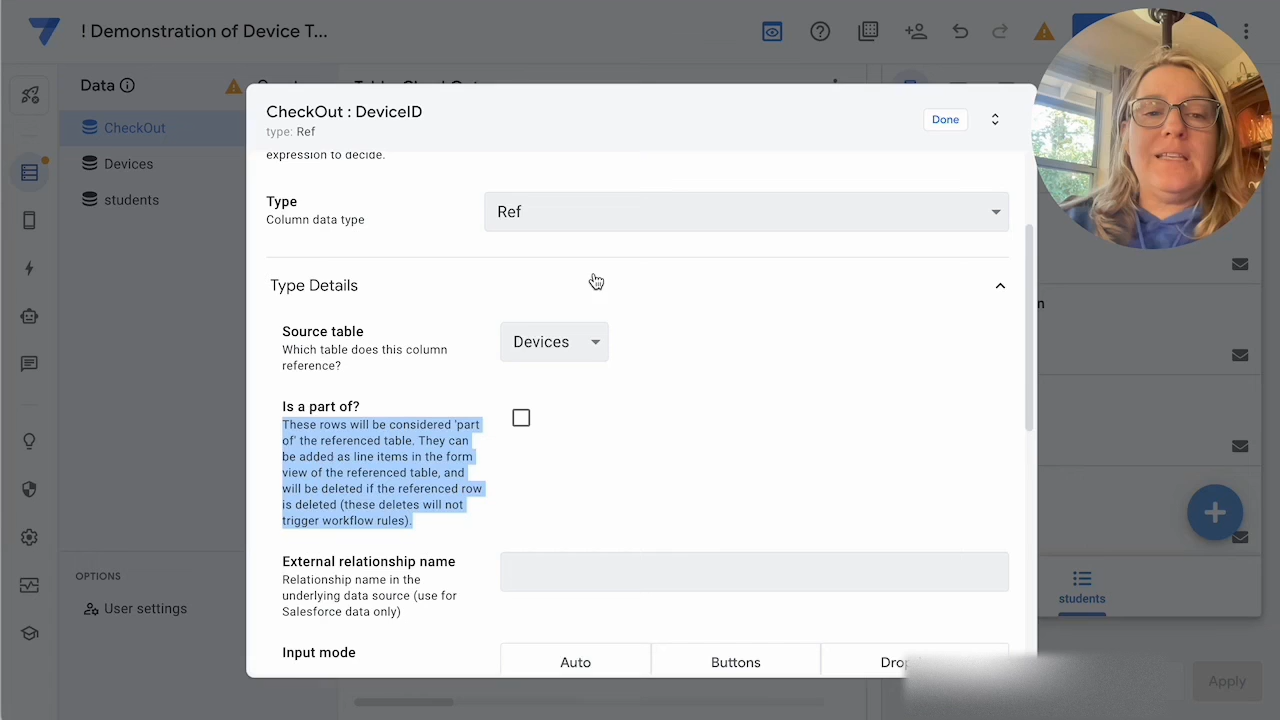 ! Demonstration of Device T...
Data
CheckOut
Devices
students
OPTIONS
User settings
CheckOut : DeviceID
type: Ref
Done
expression to decide.
Type
Column data type
Ref
Type Details
Source table
Which table does this column
reference?
Devices
Is a part of?
These rows will be considered 'part
of' the referenced table. They can
be added as line items in the form
view of the referenced table, and
will be deleted if the referenced row
is deleted (these deletes will not
trigger workflow rules).
External relationship name
Relationship name in the
underlying data source (use for
Salesforce data only)
Input mode
Auto
Buttons
students
Apply